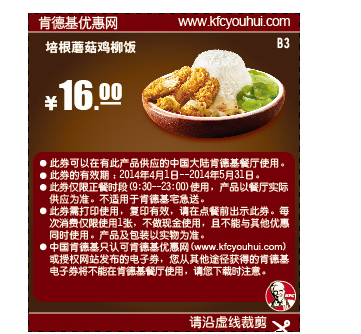 肯德基优惠网 www.kfcyouhui.com
培根蘑菇鸡柳饭 B3
¥16.00
●此券可以在有此产品供应的中国大陆肯德基餐厅使用。
●此券的有效期：2014年4月1日--2014年5月31日。
●此券仅限正餐时段(9:30--23:00)使用，产品以餐厅实际
供应为准。不适用于肯德基宅急送。
●此券需打印使用，复印有效，请在点餐前出示此券。每
次消费仅限使用1张，不做现金使用，且不能与其他优惠
同时使用。产品及包装以实物为准。
●中国肯德基只认可肯德基优惠网(www.kfcyouhui.com)
或授权网站发布的电子券，您从其他途径获得的肯德基
电子券将不能在肯德基餐厅使用，请您下载时注意。
KFC
请沿虚线裁剪